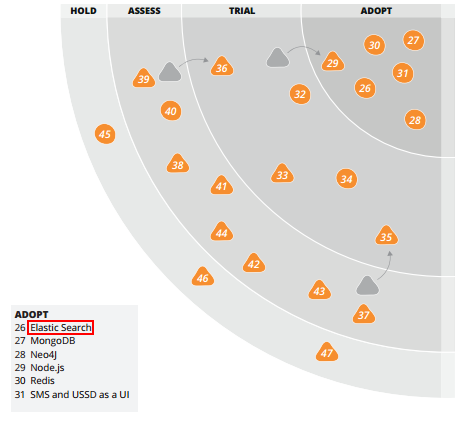 HOLD ASSESS TRIAL ADOPT
27
30
29
36
31
39
26
32
40
28
45
38
33
34
41
44
35
42
46
43
37
47
ADOPT
26 Elastic Search
27 MongoDB
28 Neo4J
29 Node.js
30 Redis
31 SMS and USSD as a UI